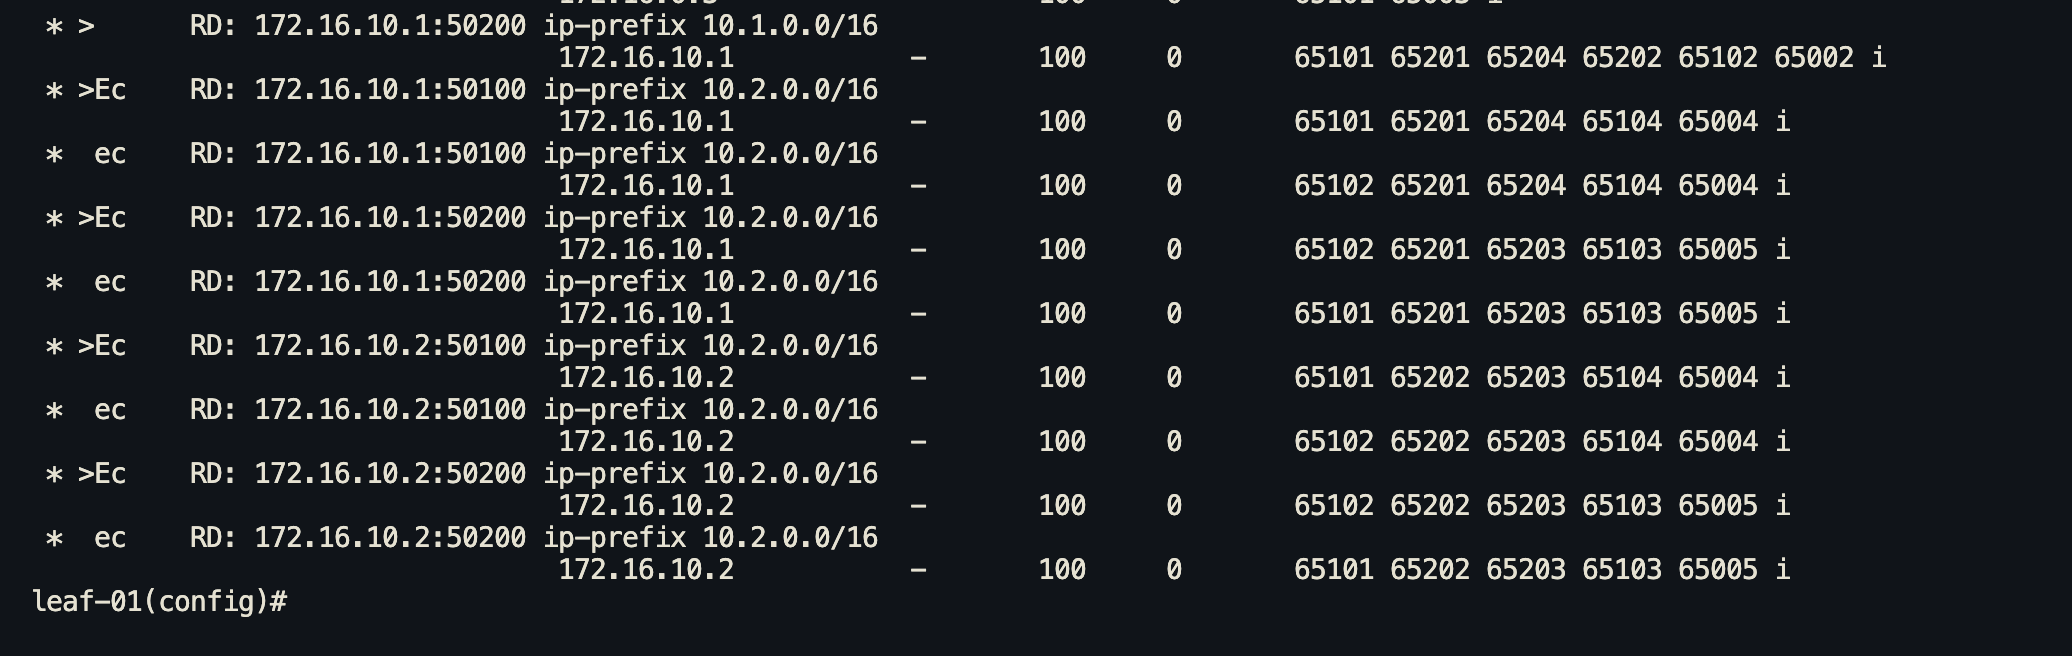 * >      RD: 172.16.10.1:50200 ip-prefix 10.1.0.0/16
172.16.10.1           -       100     0       65101 65201 65204 65202 65102 65002 i
* >Ec    RD: 172.16.10.1:50100 ip-prefix 10.2.0.0/16
172.16.10.1           -       100     0       65101 65201 65204 65104 65004 i
*  ec    RD: 172.16.10.1:50100 ip-prefix 10.2.0.0/16
172.16.10.1           -       100     0       65102 65201 65204 65104 65004 i
* >Ec    RD: 172.16.10.1:50200 ip-prefix 10.2.0.0/16
172.16.10.1           -       100     0       65102 65201 65203 65103 65005 i
*  ec    RD: 172.16.10.1:50200 ip-prefix 10.2.0.0/16
172.16.10.1           -       100     0       65101 65201 65203 65103 65005 i
* >Ec    RD: 172.16.10.2:50100 ip-prefix 10.2.0.0/16
172.16.10.2           -       100     0       65101 65202 65203 65104 65004 i
*  ec    RD: 172.16.10.2:50100 ip-prefix 10.2.0.0/16
172.16.10.2           -       100     0       65102 65202 65203 65104 65004 i
* >Ec    RD: 172.16.10.2:50200 ip-prefix 10.2.0.0/16
172.16.10.2           -       100     0       65102 65202 65203 65103 65005 i
*  ec    RD: 172.16.10.2:50200 ip-prefix 10.2.0.0/16
172.16.10.2           -       100     0       65101 65202 65203 65103 65005 i
leaf-01(config)#